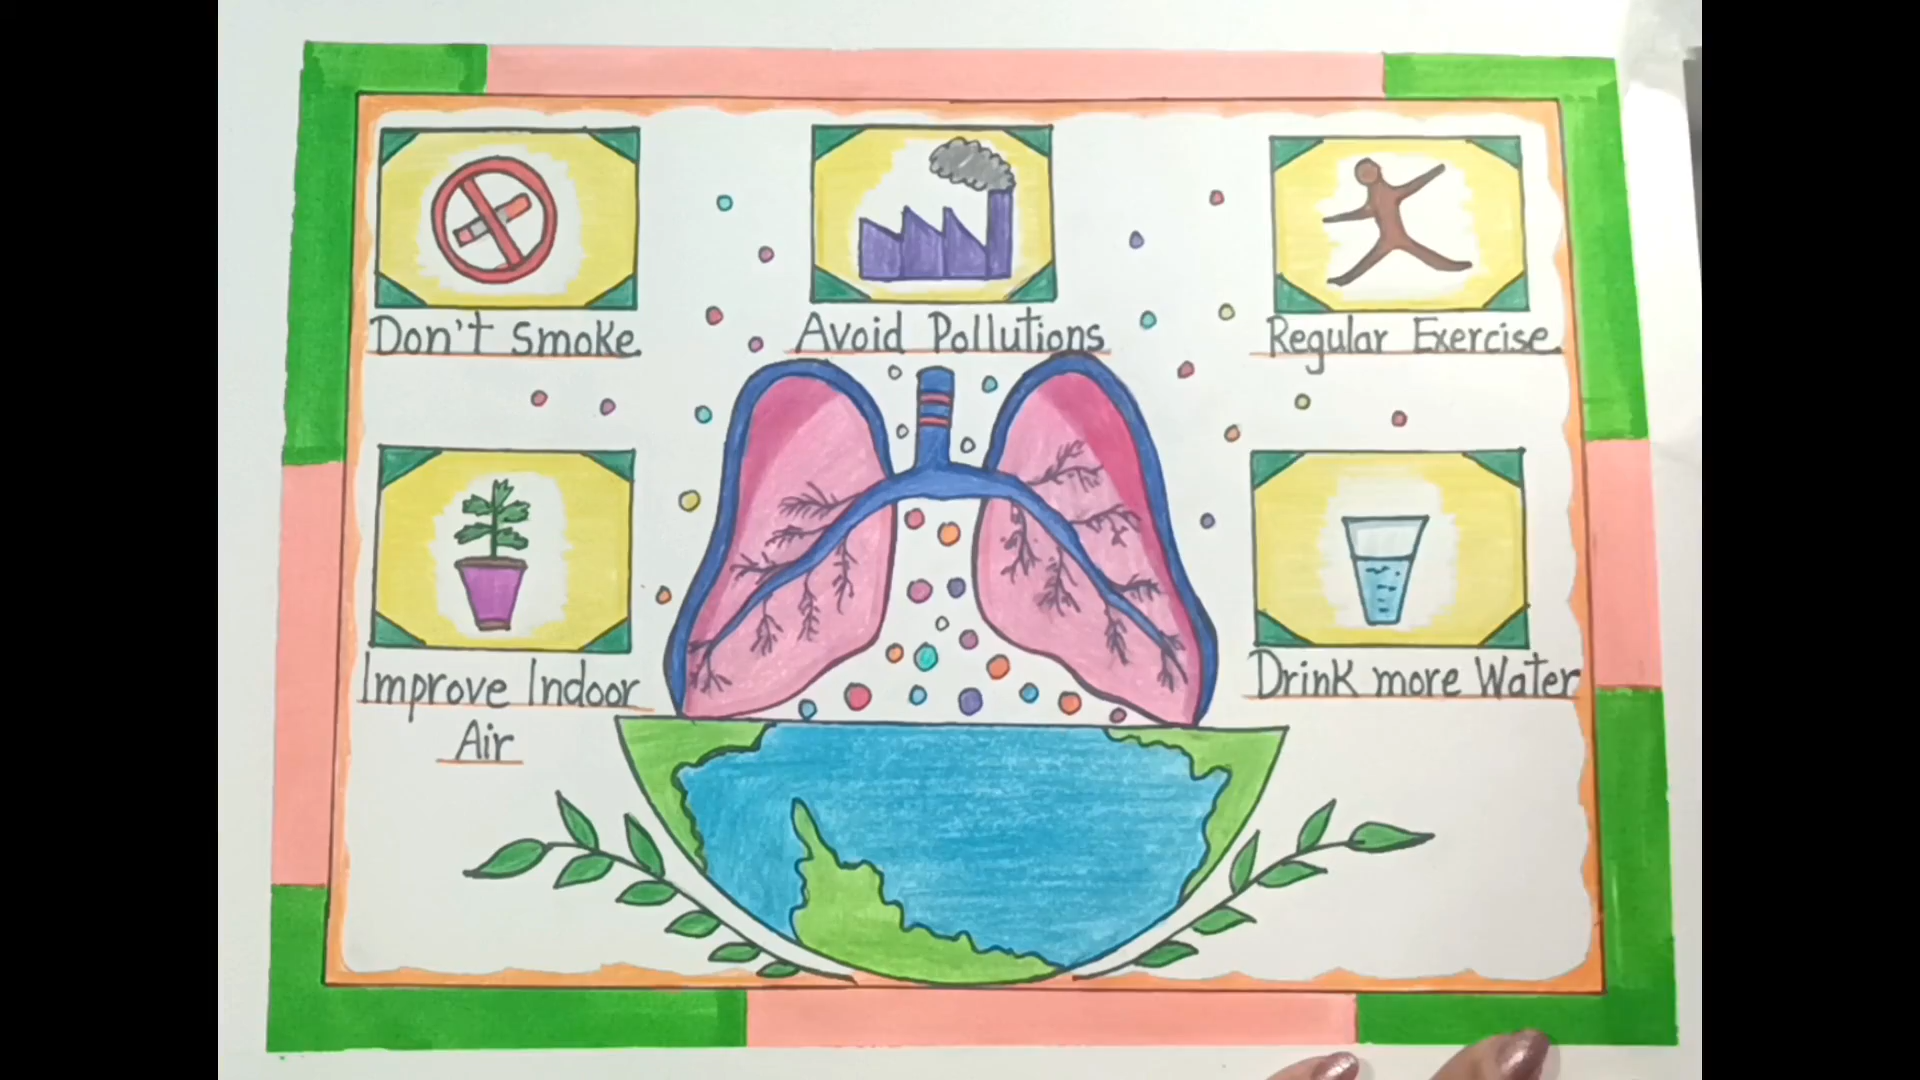 Don't Smoke
Avoid Pollutions
Regular Exercise
Improve Indoor
Air
Drink more Water